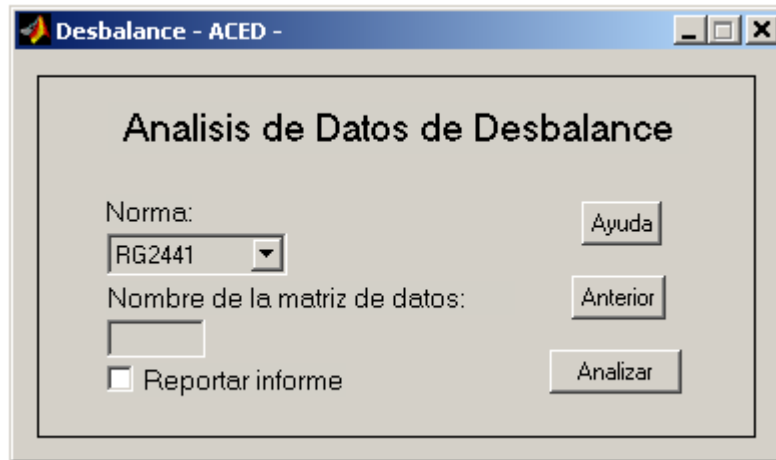 Desbalance - ACED -
Analisis de Datos de Desbalance
Norma:
RG2441
Nombre de la matriz de datos:
Reportar informe
Ayuda
Anterior
Analizar